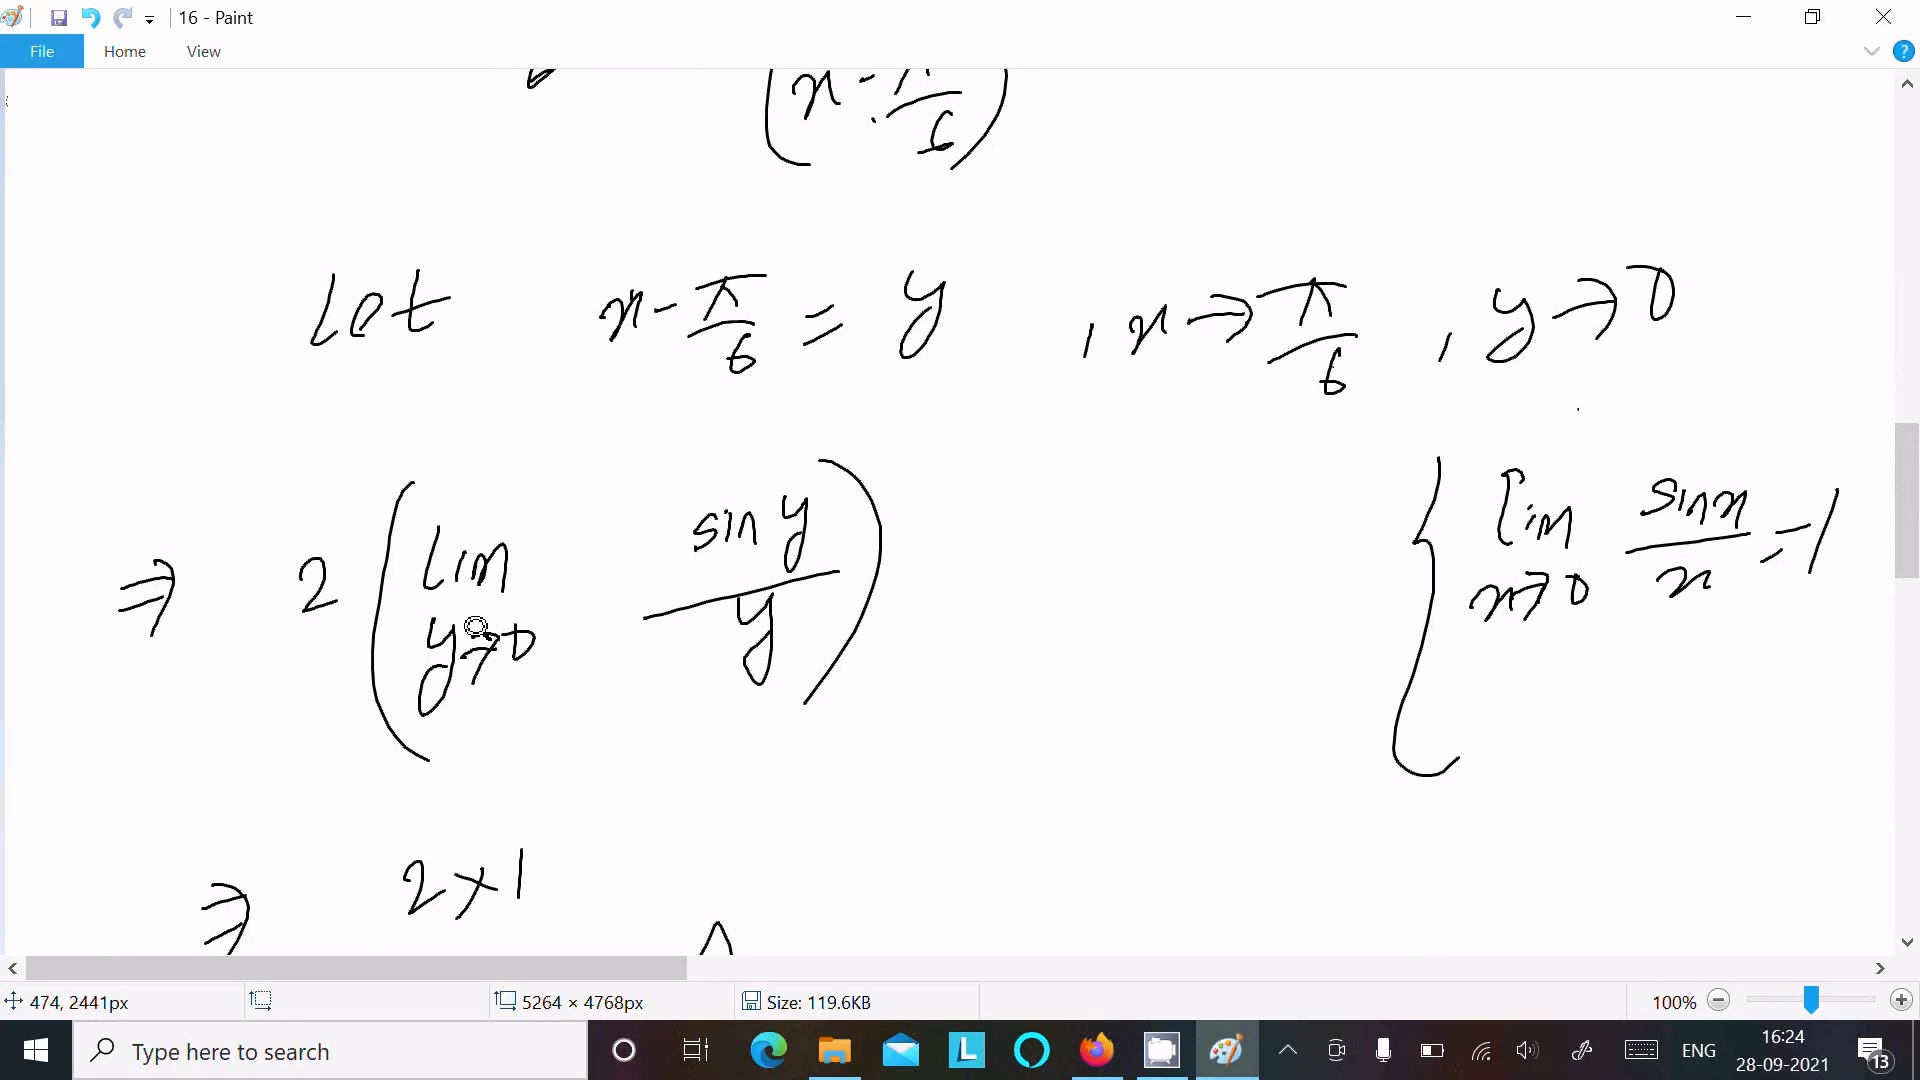 16 - Paint
File Home View
(x - π/6)
Let x - π/6 = y , x → π/6 , y → 0
⇒ 2 ( lim y→0 sin y / y ) { lim x→0 sin x / x = 1
⇒ 2 × 1
474, 2441px 5264 × 4768px Size: 119.6KB 100%
Type here to search L ENG 16:24
28-09-2021 13